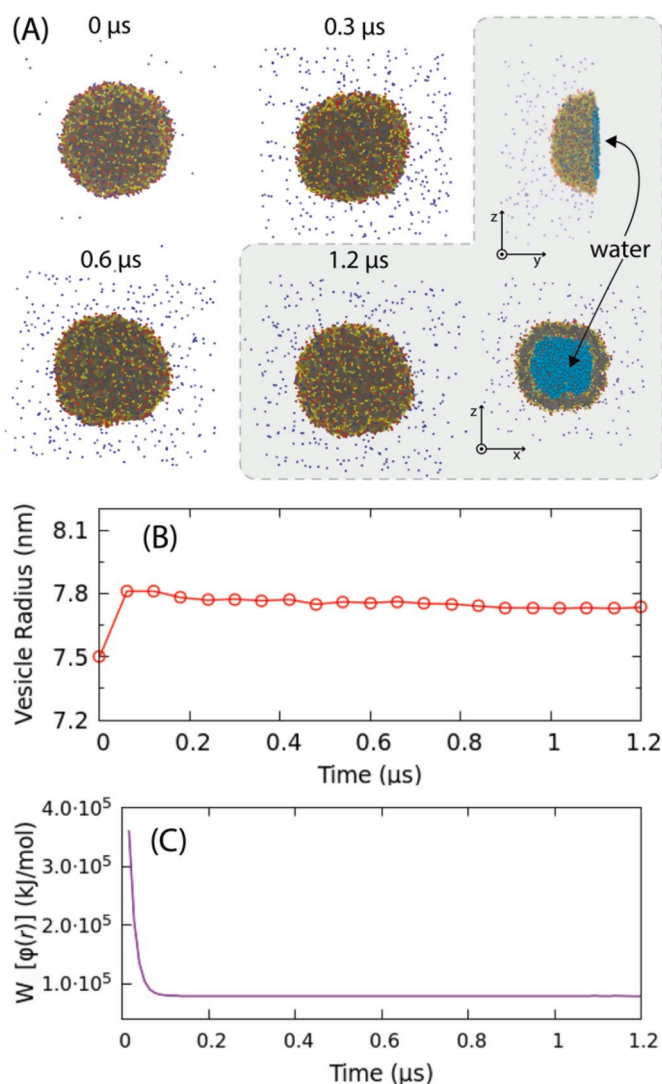 (A)
0 μs
0.3 μs
z
y
water
0.6 μs
1.2 μs
z
x
(B)
Vesicle Radius (nm)
8.1
7.8
7.5
7.2
0 0.2 0.4 0.6 0.8 1 1.2
Time (μs)
(C)
W [φ(r)] (kJ/mol)
4.0·10⁵
3.0·10⁵
2.0·10⁵
1.0·10⁵
0 0.2 0.4 0.6 0.8 1 1.2
Time (μs)